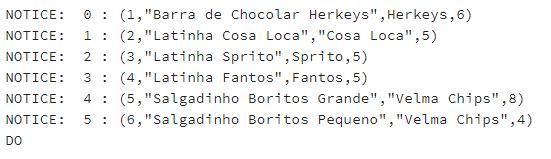 NOTICE:  0 : (1,"Barra de Chocolar Herkeys",Herkeys,6)
NOTICE:  1 : (2,"Latinha Cosa Loca","Cosa Loca",5)
NOTICE:  2 : (3,"Latinha Sprito",Sprito,5)
NOTICE:  3 : (4,"Latinha Fantos",Fantos,5)
NOTICE:  4 : (5,"Salgadinho Boritos Grande","Velma Chips",8)
NOTICE:  5 : (6,"Salgadinho Boritos Pequeno","Velma Chips",4)
DO